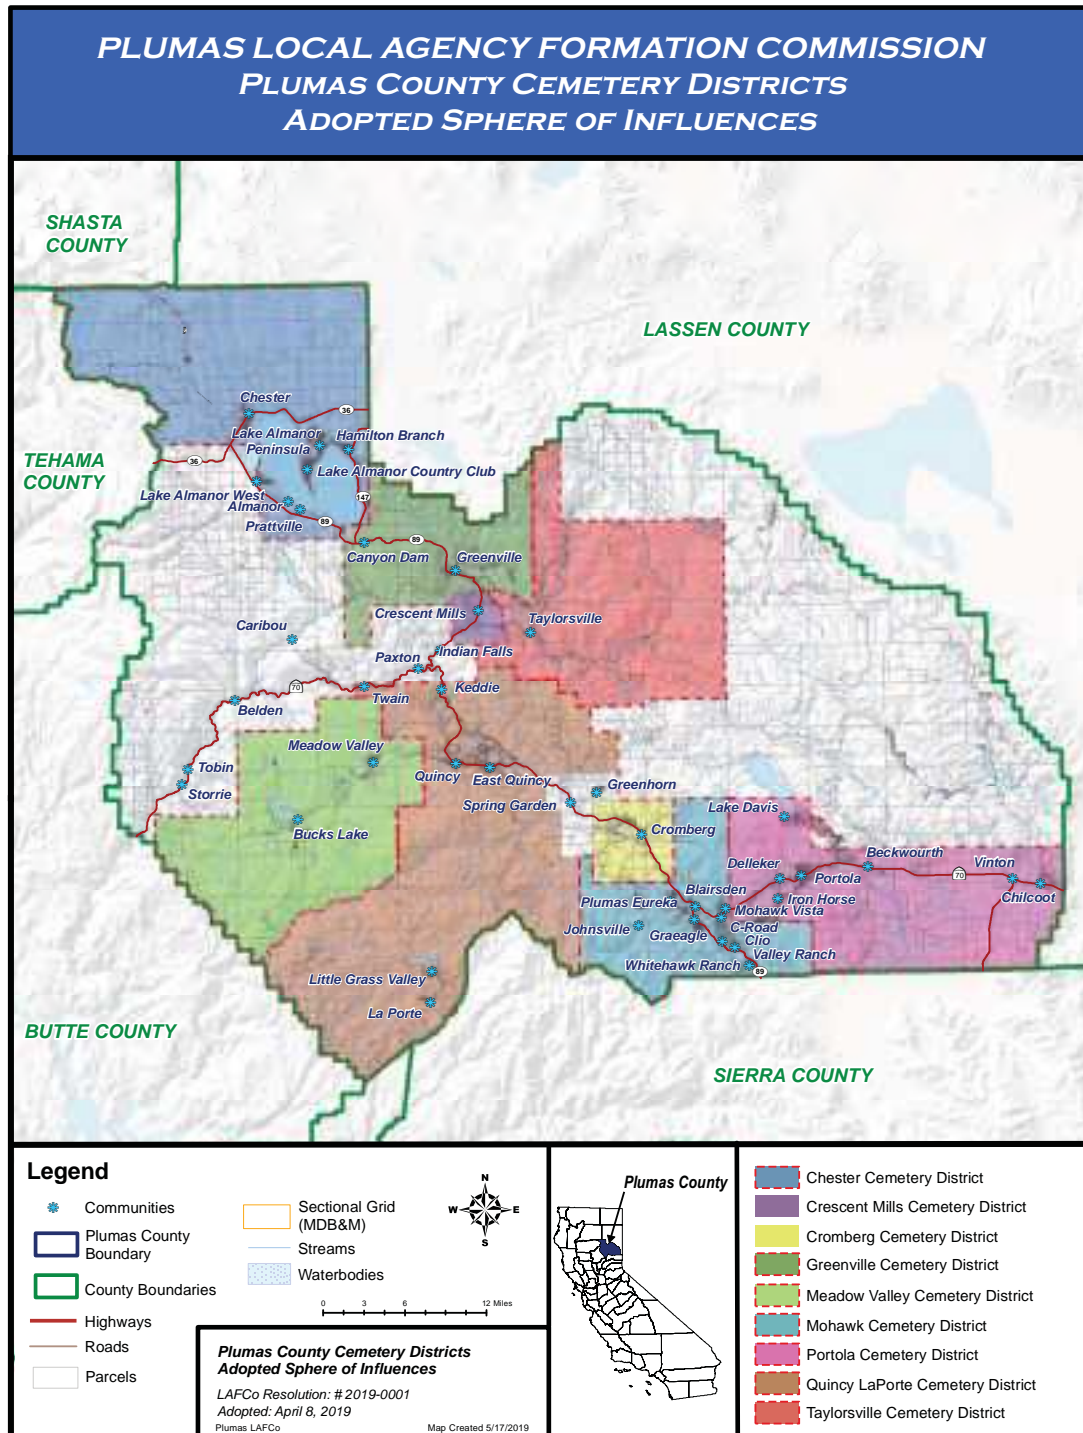 PLUMAS LOCAL AGENCY FORMATION COMMISSION
PLUMAS COUNTY CEMETERY DISTRICTS
ADOPTED SPHERE OF INFLUENCES
SHASTA
COUNTY
LASSEN COUNTY
Chester
36
Lake Almanor
Peninsula
Hamilton Branch
TEHAMA
COUNTY
36
Lake Almanor Country Club
Lake Almanor West
147
Almanor
Prattville
89
89
Canyon Dam
Greenville
Crescent Mills
Taylorsville
Caribou
Indian Falls
Paxton
70
Twain
Keddie
Belden
Meadow Valley
Tobin
Quincy
East Quincy
Storrie
Greenhorn
Spring Garden
Lake Davis
Bucks Lake
Cromberg
Beckwourth
Delleker
Portola
70
Vinton
Chilcoot
Blairsden
Iron Horse
Plumas Eureka
Mohawk Vista
Johnsville
Graeagle
C-Road
Clio
Valley Ranch
Whitehawk Ranch
89
Little Grass Valley
La Porte
BUTTE COUNTY
SIERRA COUNTY
Legend
Communities
Plumas County
Boundary
County Boundaries
Highways
Roads
Parcels
Sectional Grid
(MDB&M)
Streams
Waterbodies
N
W
E
S
0 3 6 12 Miles
Plumas County Cemetery Districts
Adopted Sphere of Influences
LAFCo Resolution: # 2019-0001
Adopted: April 8, 2019
Plumas LAFCo Map Created 5/17/2019
Plumas County
Chester Cemetery District
Crescent Mills Cemetery District
Cromberg Cemetery District
Greenville Cemetery District
Meadow Valley Cemetery District
Mohawk Cemetery District
Portola Cemetery District
Quincy LaPorte Cemetery District
Taylorsville Cemetery District